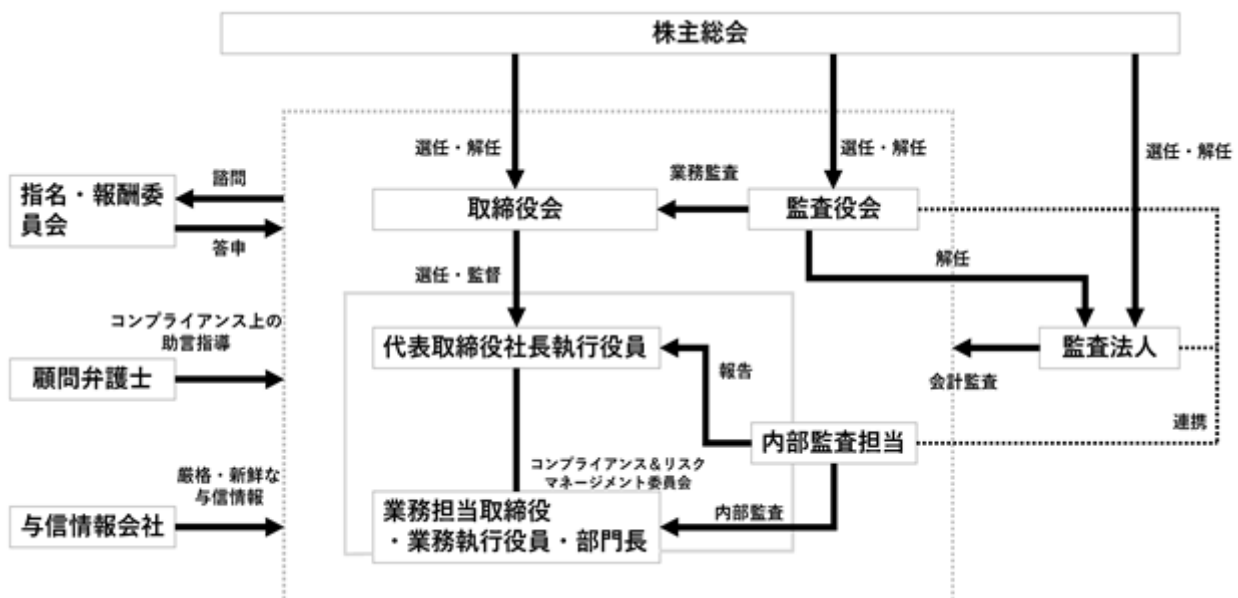 株主総会
選任・解任
選任・解任
選任・解任
諮問
指名・報酬委
員会
答申
取締役会
業務監査
監査役会
解任
選任・監督
コンプライアンス上の
助言指導
顧問弁護士
代表取締役社長執行役員
報告
監査法人
会計監査
連携
内部監査担当
コンプライアンス＆リスク
マネージメント委員会
厳格・新鮮な
与信情報
与信情報会社
業務担当取締役
・業務執行役員・部門長
内部監査